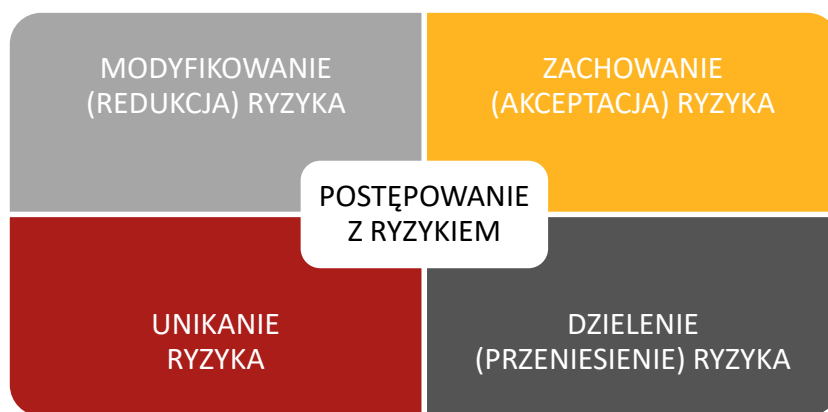 MODYFIKOWANIE
(REDUKCJA) RYZYKA
ZACHOWANIE
(AKCEPTACJA) RYZYKA
POSTĘPOWANIE
Z RYZYKIEM
UNIKANIE
RYZYKA
DZIELENIE
(PRZENIESIENIE) RYZYKA